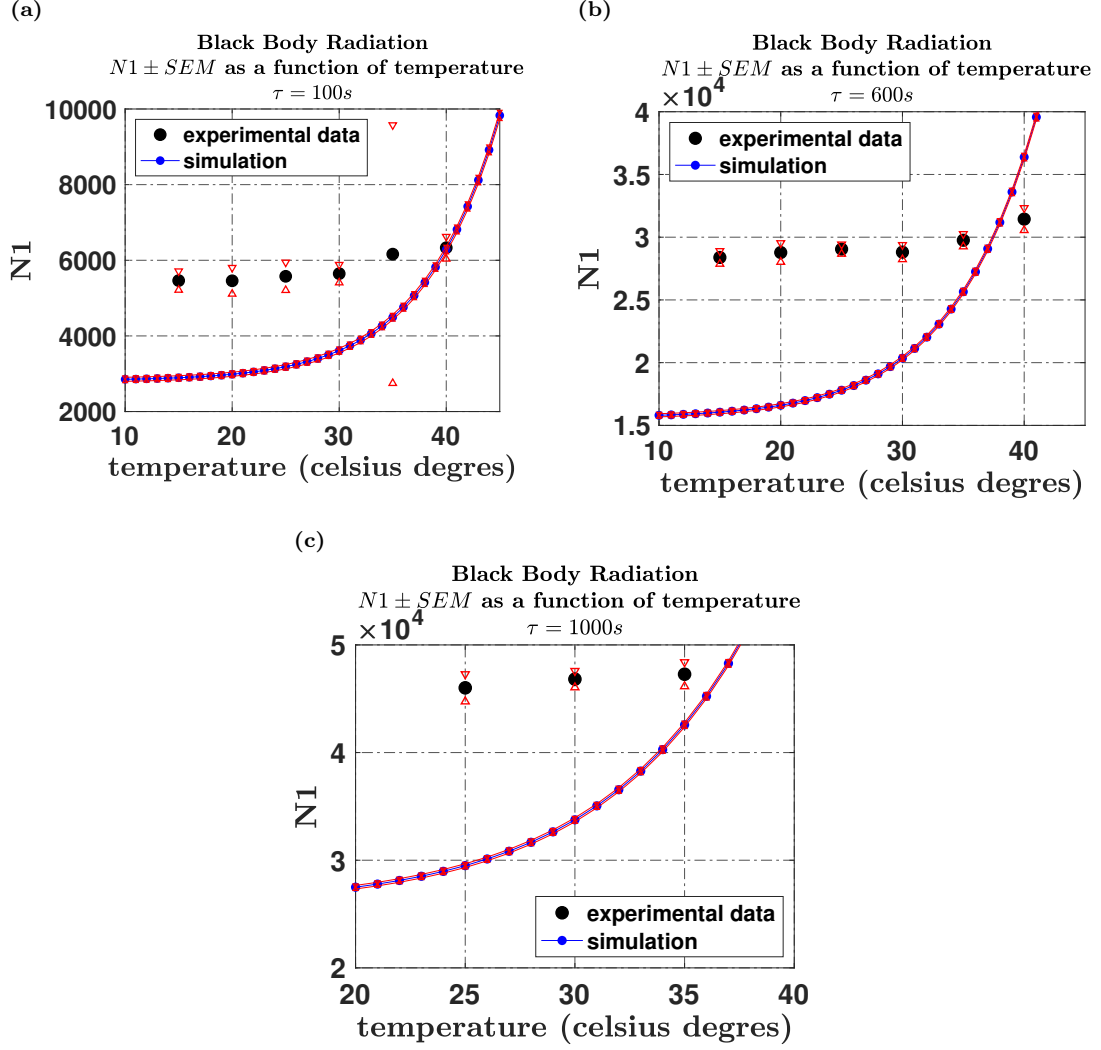 (a)
Black Body Radiation
N1 ± SEM as a function of temperature
τ = 100s
10000
8000
6000
4000
2000
N1
experimental data
simulation
10 20 30 40
temperature (celsius degres)
(b)
Black Body Radiation
N1 ± SEM as a function of temperature
×10⁴
τ = 600s
4
3.5
3
2.5
2
1.5
N1
experimental data
simulation
10 20 30 40
temperature (celsius degres)
(c)
Black Body Radiation
N1 ± SEM as a function of temperature
×10⁴
τ = 1000s
5
4
3
2
N1
experimental data
simulation
20 25 30 35 40
temperature (celsius degres)